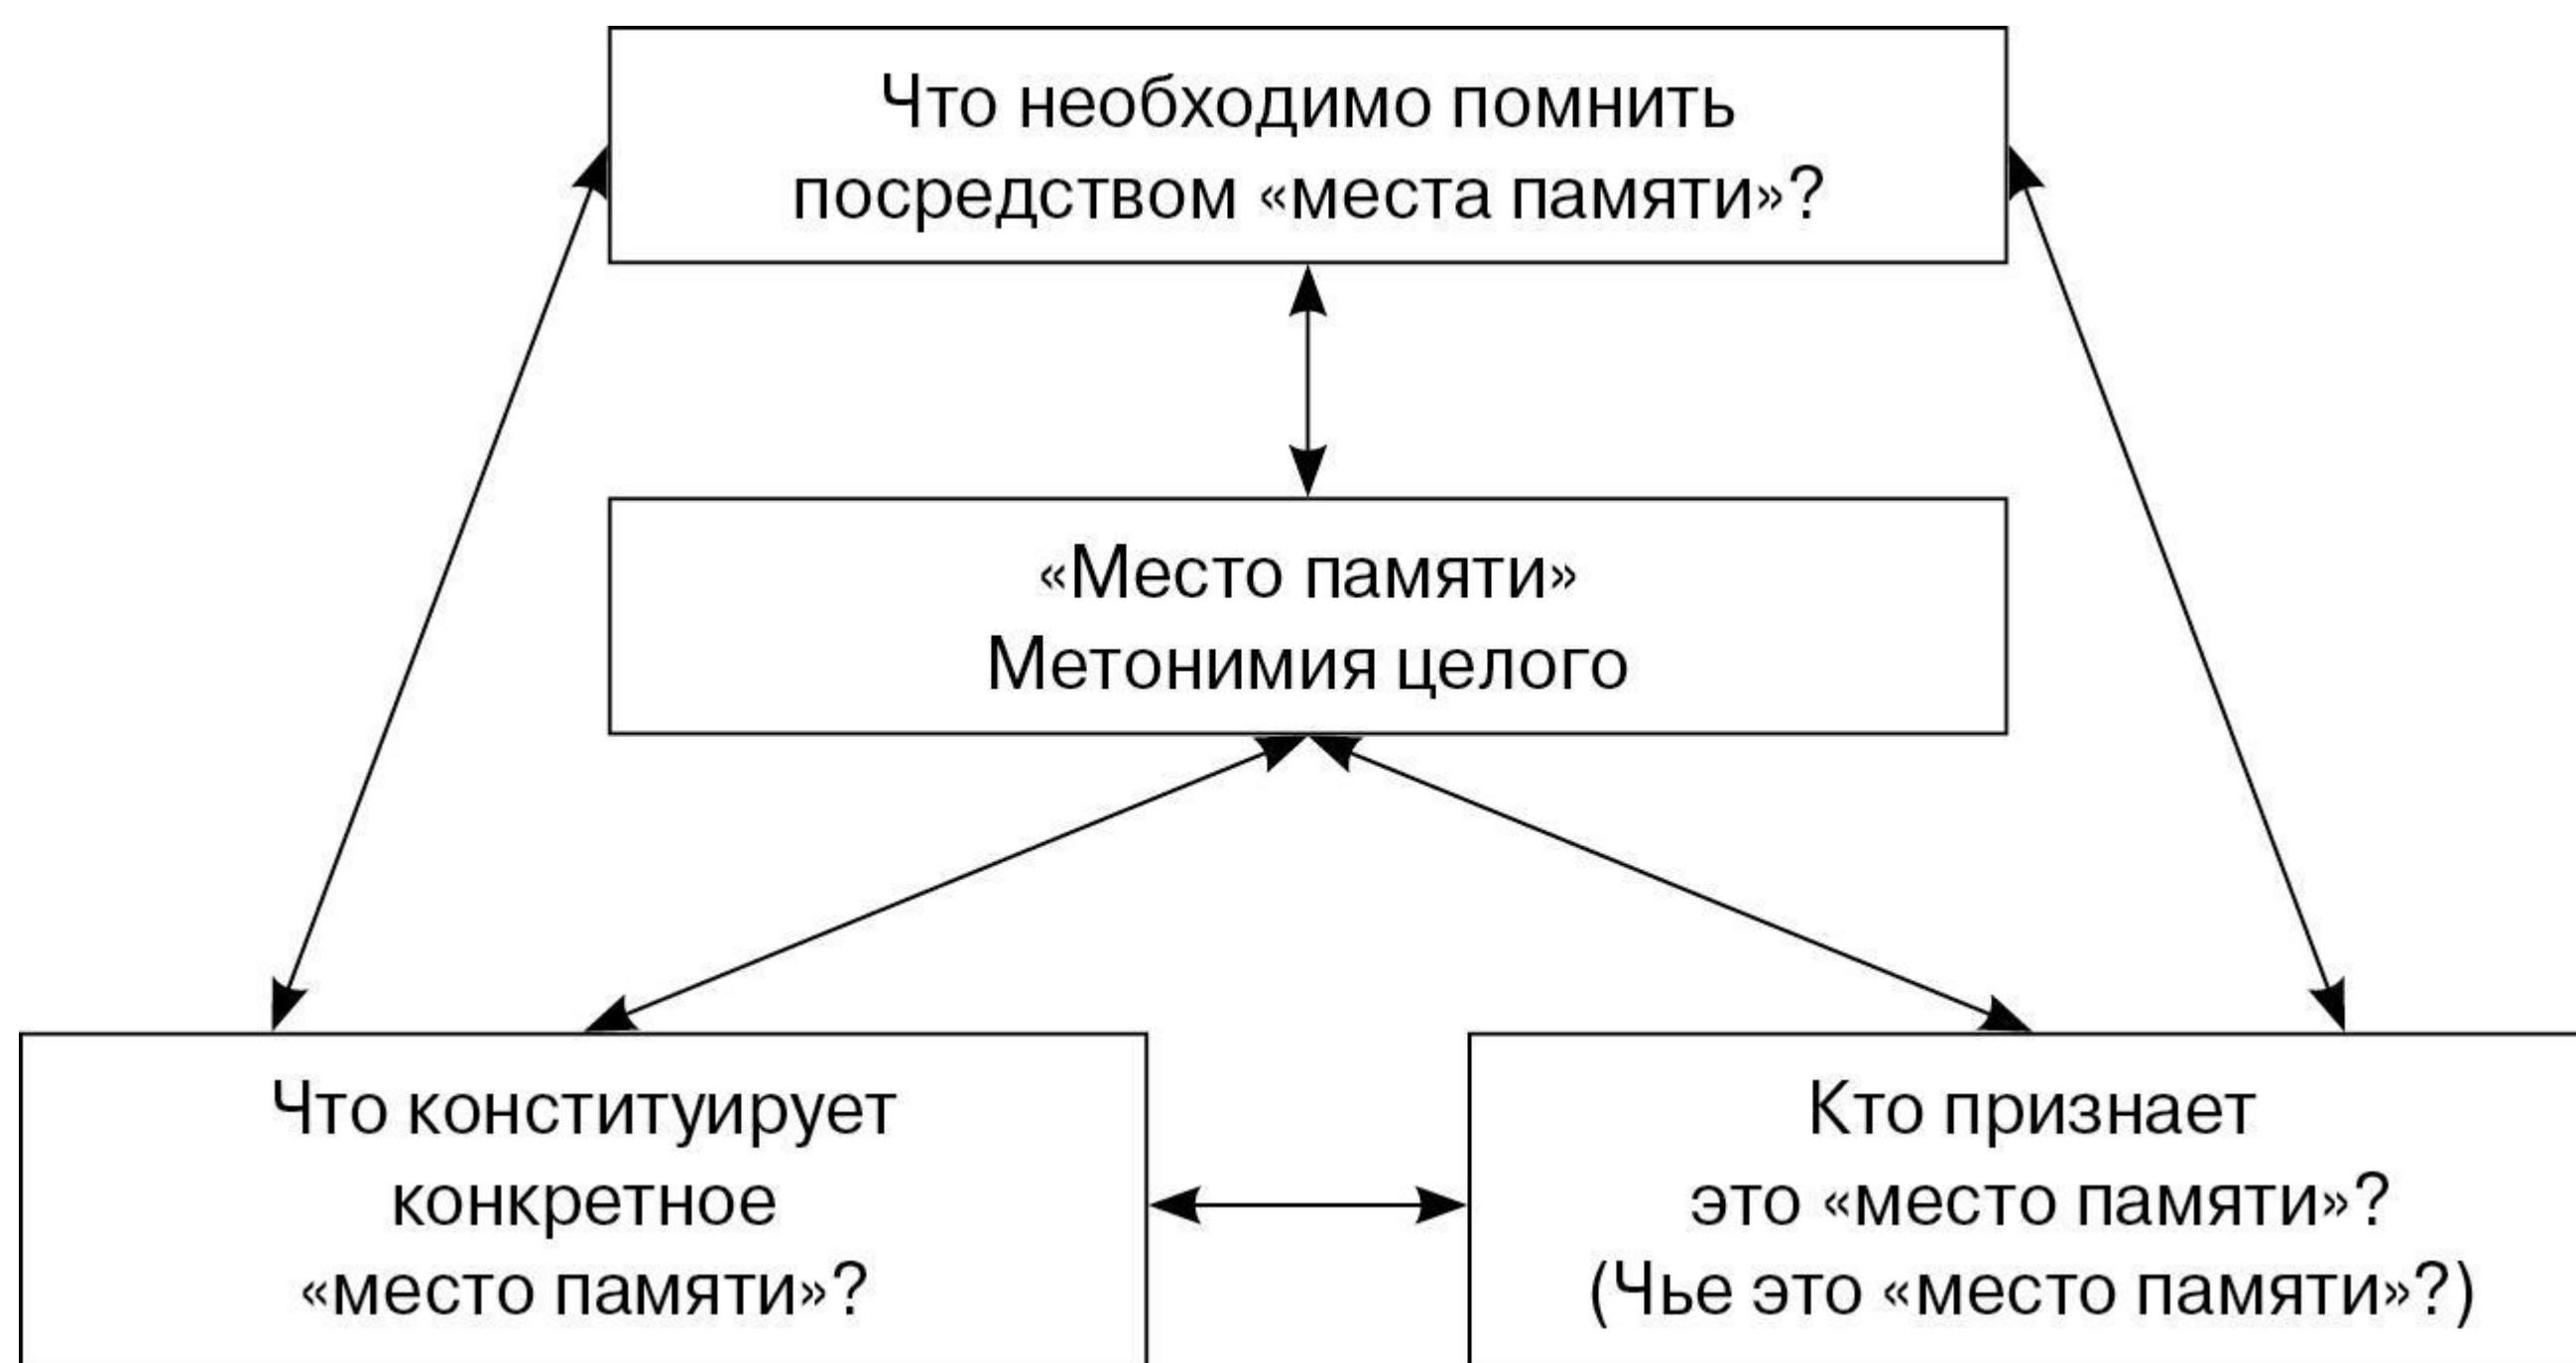 Что необходимо помнить
посредством «места памяти»?
«Место памяти»
Метонимия целого
Что конституирует
конкретное
«место памяти»?
Кто признает
это «место памяти»?
(Чье это «место памяти»?)